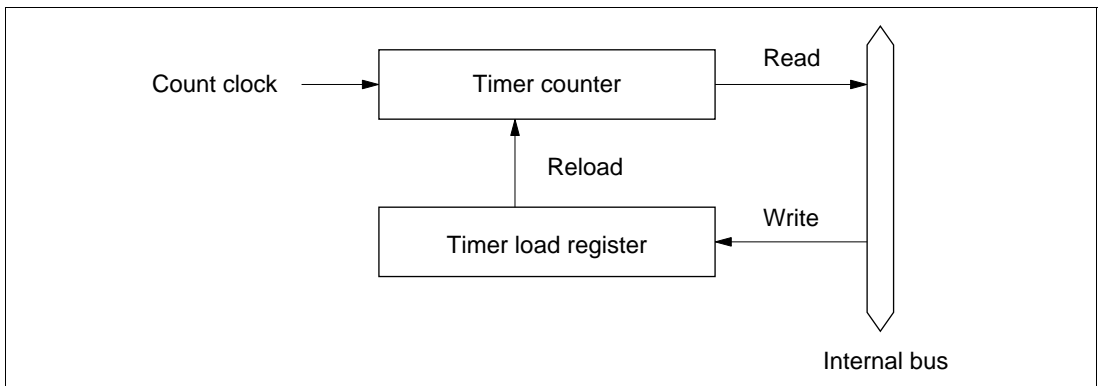 Read
Count clock
Timer counter
Reload
Write
Timer load register
Internal bus